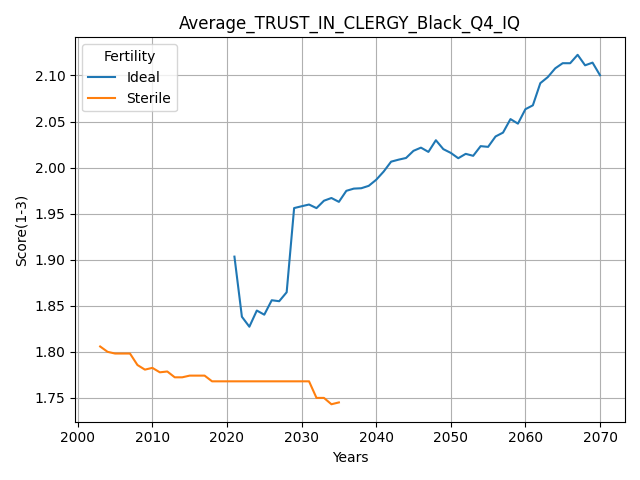 Average_TRUST_IN_CLERGY_Black_Q4_IQ
Fertility
Ideal
Sterile
Score(1-3)
2.10
2.05
2.00
1.95
1.90
1.85
1.80
1.75
2000 2010 2020 2030 2040 2050 2060 2070
Years